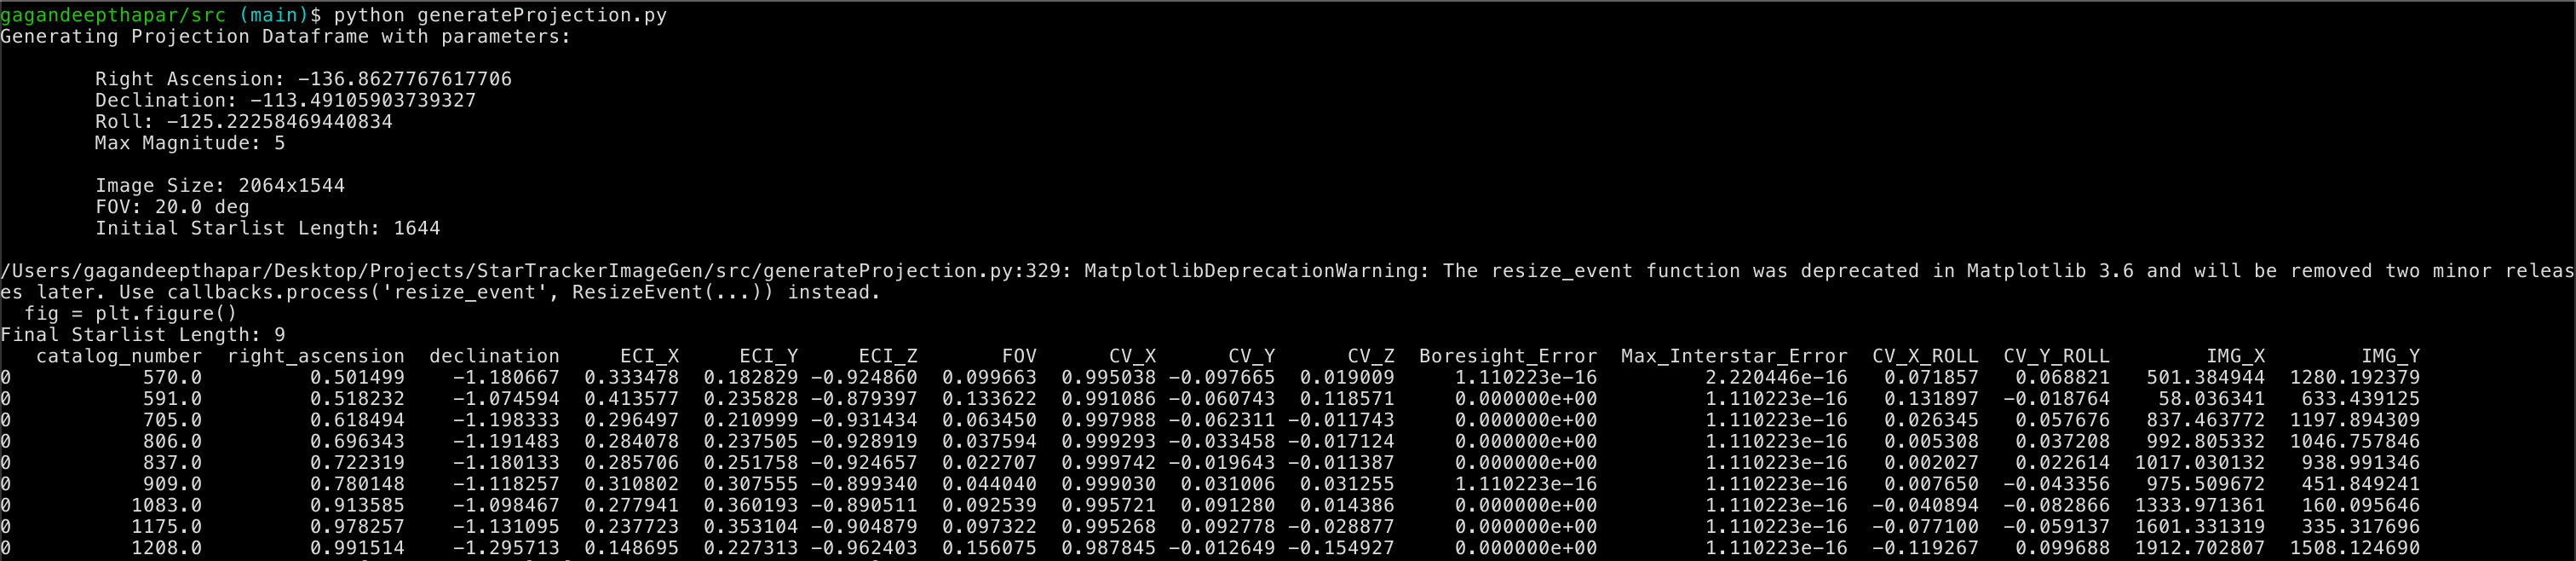 gagandeepthapar/src (main)$ python generateProjection.py
Generating Projection Dataframe with parameters:
Right Ascension: -136.8627767617706
Declination: -113.49105903739327
Roll: -125.22258469440834
Max Magnitude: 5
Image Size: 2064x1544
FOV: 20.0 deg
Initial Starlist Length: 1644
/Users/gagandeepthapar/Desktop/Projects/StarTrackerImageGen/src/generateProjection.py:329: MatplotlibDeprecationWarning: The resize_event function was deprecated in Matplotlib 3.6 and will be removed two minor releas
es later. Use callbacks.process('resize_event', ResizeEvent(...)) instead.
fig = plt.figure()
Final Starlist Length: 9
catalog_number right_ascension declination ECI_X ECI_Y ECI_Z FOV CV_X CV_Y CV_Z Boresight_Error Max_Interstar_Error CV_X_ROLL CV_Y_ROLL IMG_X IMG_Y
0 570.0 0.501499 -1.180667 0.333478 0.182829 -0.924860 0.099663 0.995038 -0.097665 0.019009 1.110223e-16 2.220446e-16 0.071857 0.068821 501.384944 1280.192379
0 591.0 0.518232 -1.074594 0.413577 0.235828 -0.879397 0.133622 0.991086 -0.060743 0.118571 0.000000e+00 1.110223e-16 0.131897 -0.018764 58.036341 633.439125
0 705.0 0.618494 -1.198333 0.296497 0.210999 -0.931434 0.063450 0.997988 -0.062311 -0.011743 0.000000e+00 1.110223e-16 0.026345 0.057676 837.463772 1197.894309
0 806.0 0.696343 -1.191483 0.284078 0.237505 -0.928919 0.037594 0.999293 -0.033458 -0.017124 0.000000e+00 1.110223e-16 0.005308 0.037208 992.805332 1046.757846
0 837.0 0.722319 -1.180133 0.285706 0.251758 -0.924657 0.022707 0.999742 -0.019643 -0.011387 0.000000e+00 1.110223e-16 0.002027 0.022614 1017.030132 938.991346
0 909.0 0.780148 -1.118257 0.310802 0.307555 -0.899340 0.044040 0.999030 0.031006 0.031255 1.110223e-16 1.110223e-16 0.007650 -0.043356 975.509672 451.849241
0 1083.0 0.913585 -1.098467 0.277941 0.360193 -0.890511 0.092539 0.995721 0.091280 0.014386 0.000000e+00 1.110223e-16 -0.040894 -0.082866 1333.971361 160.095646
0 1175.0 0.978257 -1.131095 0.237723 0.353104 -0.904879 0.097322 0.995268 0.092778 -0.028877 0.000000e+00 1.110223e-16 -0.077100 -0.059137 1601.331319 335.317696
0 1208.0 0.991514 -1.295713 0.148695 0.227313 -0.962403 0.156075 0.987845 -0.012649 -0.154927 0.000000e+00 1.110223e-16 -0.119267 0.099688 1912.702807 1508.124690